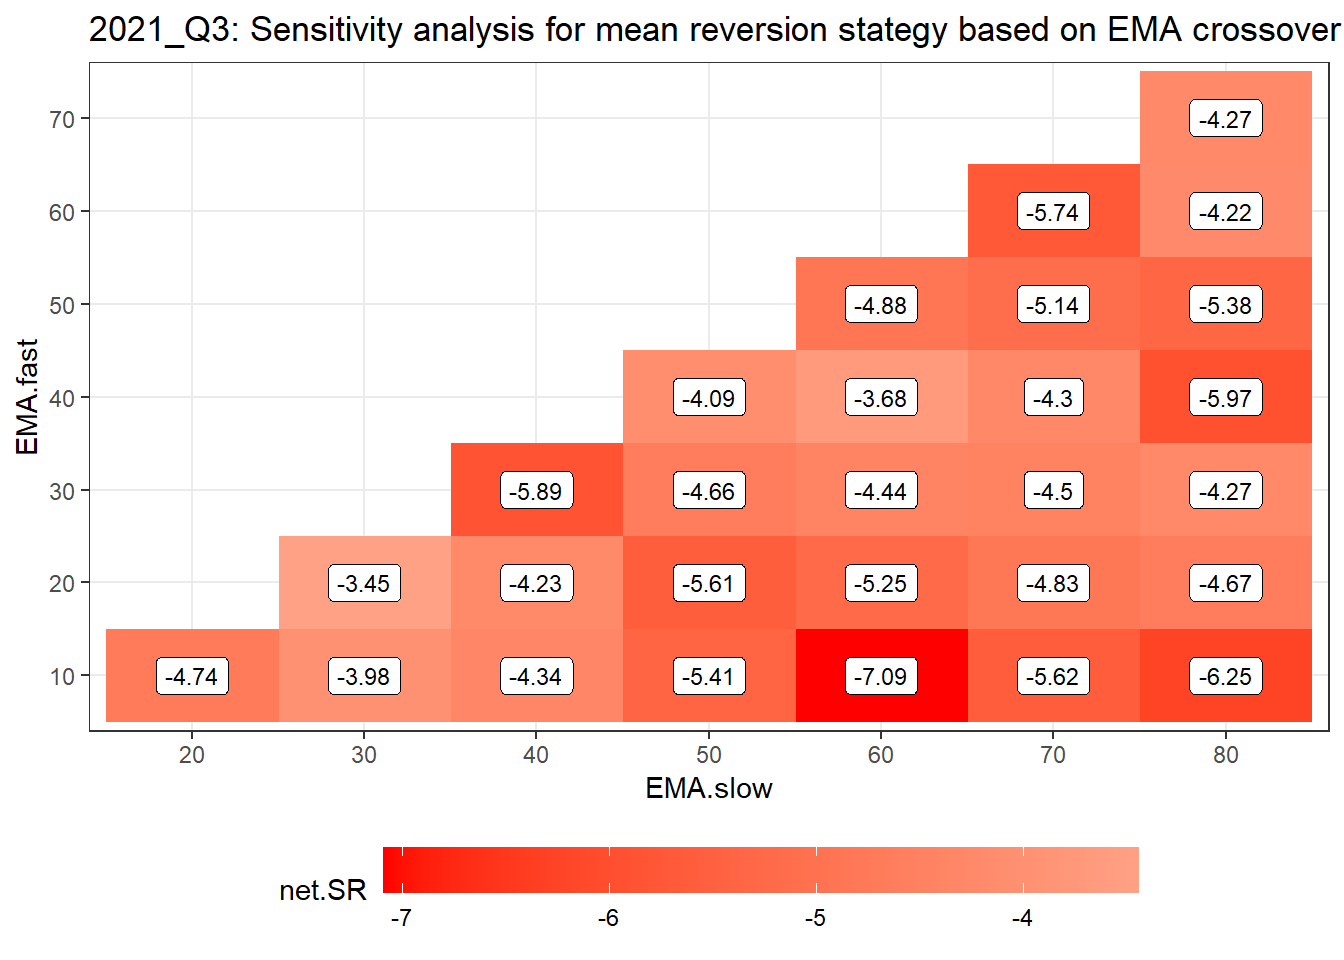 2021_Q3: Sensitivity analysis for mean reversion stategy based on EMA crossover
EMA.fast
70 -4.27
60 -5.74 -4.22
50 -4.88 -5.14 -5.38
40 -4.09 -3.68 -4.3 -5.97
30 -5.89 -4.66 -4.44 -4.5 -4.27
20 -3.45 -4.23 -5.61 -5.25 -4.83 -4.67
10 -4.74 -3.98 -4.34 -5.41 -7.09 -5.62 -6.25
20 30 40 50 60 70 80
EMA.slow
net.SR
-7 -6 -5 -4